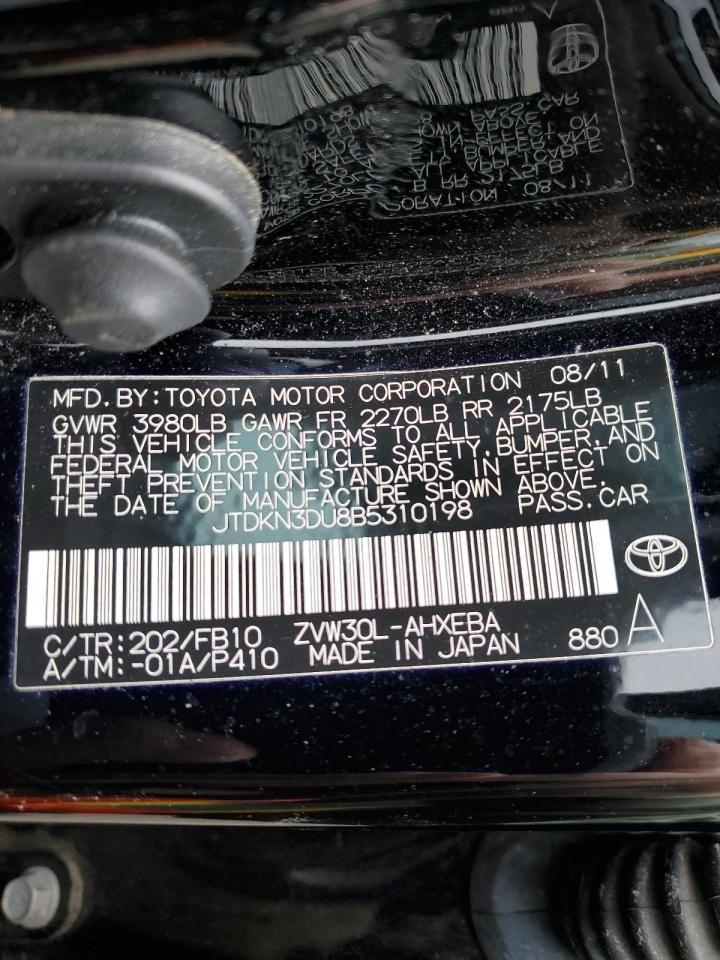 MFD. BY: TOYOTA MOTOR CORPORATION 08/11
GVWR 3980LB GAWR FR 2270LB RR 2175LB
THIS VEHICLE CONFORMS TO ALL APPLICABLE
FEDERAL MOTOR VEHICLE SAFETY, BUMPER, AND
THEFT PREVENTION STANDARDS IN EFFECT ON
THE DATE OF MANUFACTURE SHOWN ABOVE.
JTDKN3DU8B5310198 PASS. CAR
C/TR: 202/FB10 ZVW30L-AHXEBA
A/TM: -01A/P410 MADE IN JAPAN 880 A